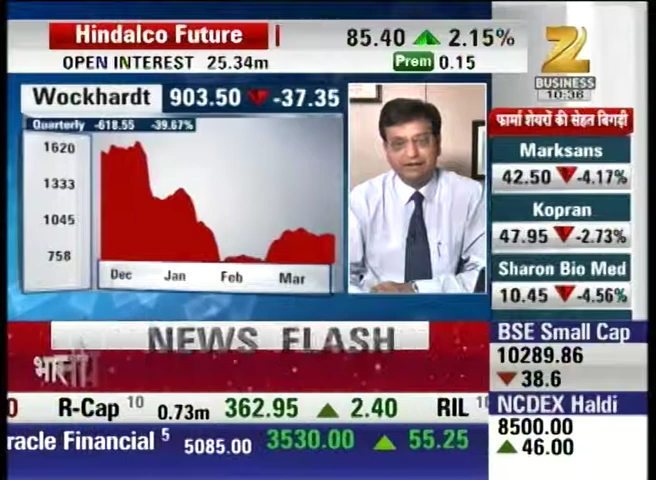 Hindalco Future 85.40 2.15%
OPEN INTEREST 25.34m Prem 0.15
BUSINESS
10:38
Wockhardt 903.50 -37.35
Quarterly -618.55 -39.67%
1620
1333
1045
758
Dec Jan Feb Mar
फार्मा शेयरों की सेहत बिगड़ी
Marksans
42.50 -4.17%
Kopran
47.95 -2.73%
Sharon Bio Med
10.45 -4.56%
NEWS FLASH
BSE Small Cap
10289.86
38.6
R-Cap 10 0.73m 362.95 2.40 RIL
NCDEX Haldi
8500.00
46.00
racle Financial 5 5085.00 3530.00 55.25